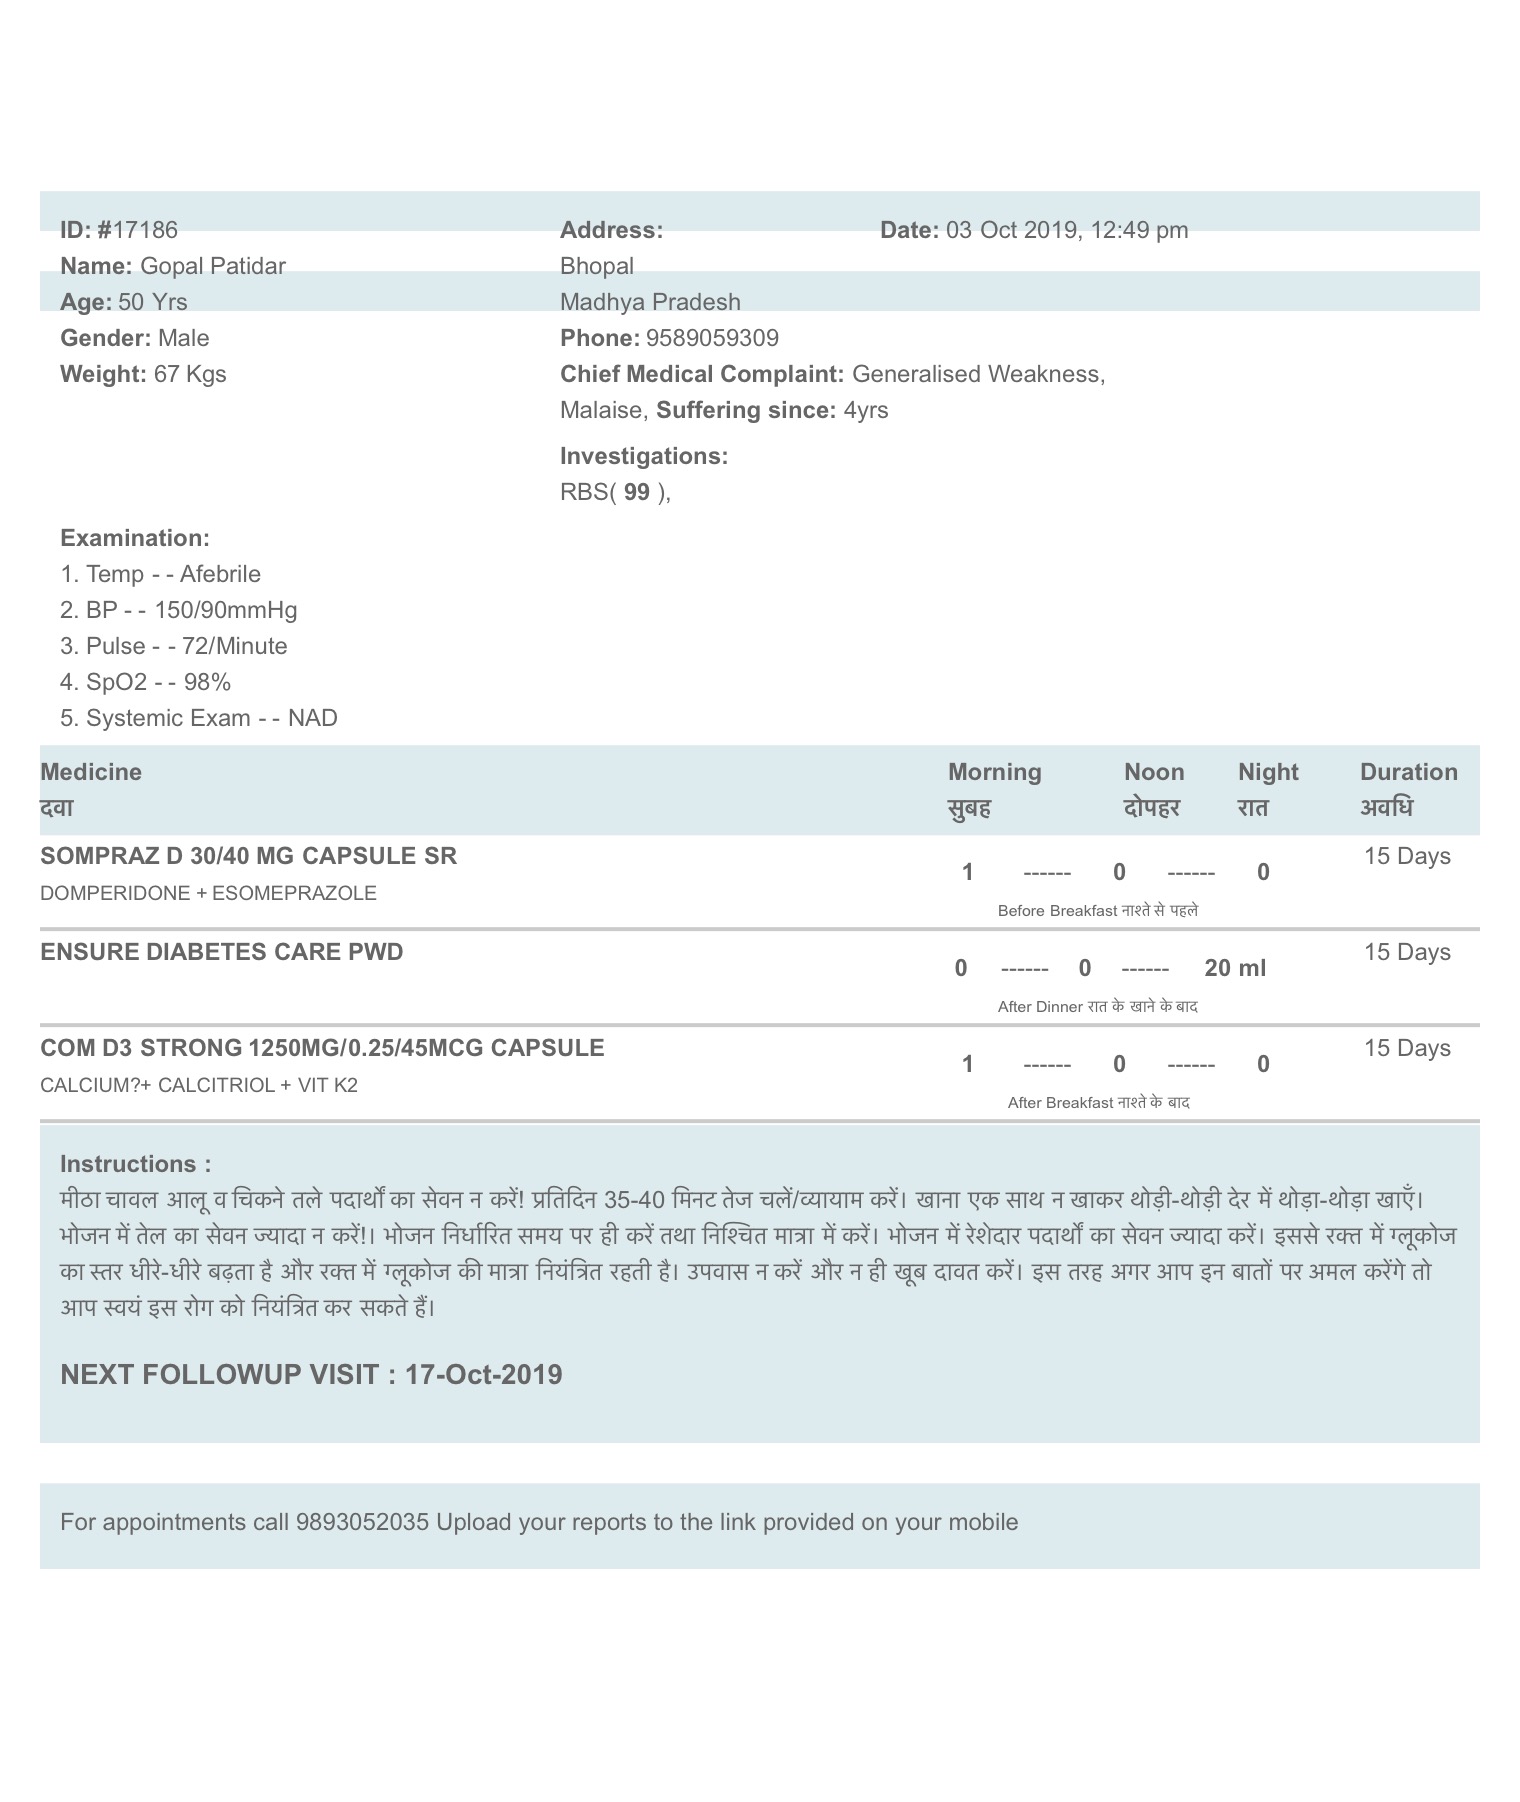 ID: #17186 Address: Date: 03 Oct 2019, 12:49 pm
Name: Gopal Patidar Bhopal
Age: 50 Yrs Madhya Pradesh
Gender: Male Phone: 9589059309
Weight: 67 Kgs Chief Medical Complaint: Generalised Weakness,
Malaise, Suffering since: 4yrs
Investigations:
RBS( 99 ),
Examination:
1. Temp - - Afebrile
2. BP - - 150/90mmHg
3. Pulse - - 72/Minute
4. SpO2 - - 98%
5. Systemic Exam - - NAD
Medicine Morning Noon Night Duration
दवा सुबह दोपहर रात अवधि
SOMPRAZ D 30/40 MG CAPSULE SR 15 Days
1 ------ 0 ------ 0
DOMPERIDONE + ESOMEPRAZOLE
Before Breakfast नाश्ते से पहले
ENSURE DIABETES CARE PWD 15 Days
0 ------ 0 ------ 20 ml
After Dinner रात के खाने के बाद
COM D3 STRONG 1250MG/0.25/45MCG CAPSULE 15 Days
1 ------ 0 ------ 0
CALCIUM?+ CALCITRIOL + VIT K2
After Breakfast नाश्ते के बाद
Instructions :
मीठा चावल आलू व चिकने तले पदार्थों का सेवन न करें! प्रतिदिन 35-40 मिनट तेज चलें/व्यायाम करें। खाना एक साथ न खाकर थोड़ी-थोड़ी देर में थोड़ा-थोड़ा खाएँ।
भोजन में तेल का सेवन ज्यादा न करें!। भोजन निर्धारित समय पर ही करें तथा निश्चित मात्रा में करें। भोजन में रेशेदार पदार्थों का सेवन ज्यादा करें। इससे रक्त में ग्लूकोज
का स्तर धीरे-धीरे बढ़ता है और रक्त में ग्लूकोज की मात्रा नियंत्रित रहती है। उपवास न करें और न ही खूब दावत करें। इस तरह अगर आप इन बातों पर अमल करेंगे तो
आप स्वयं इस रोग को नियंत्रित कर सकते हैं।
NEXT FOLLOWUP VISIT : 17-Oct-2019
For appointments call 9893052035 Upload your reports to the link provided on your mobile